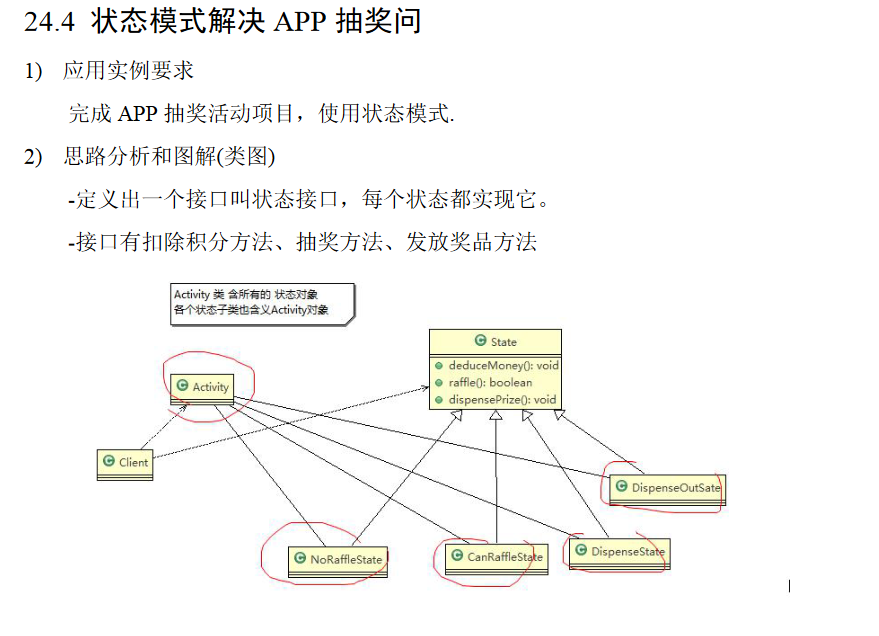 24.4 状态模式解决 APP 抽奖问
1) 应用实例要求
完成 APP 抽奖活动项目，使用状态模式.
2) 思路分析和图解(类图)
-定义出一个接口叫状态接口，每个状态都实现它。
-接口有扣除积分方法、抽奖方法、发放奖品方法
Activity 类 含所有的 状态对象
各个状态子类也含义Activity对象
C State
deduceMoney(): void
raffle(): boolean
dispensePrize(): void
C Activity
C Client
C DispenseOutSate
C NoRaffleState
C CanRaffleState
C DispenseState